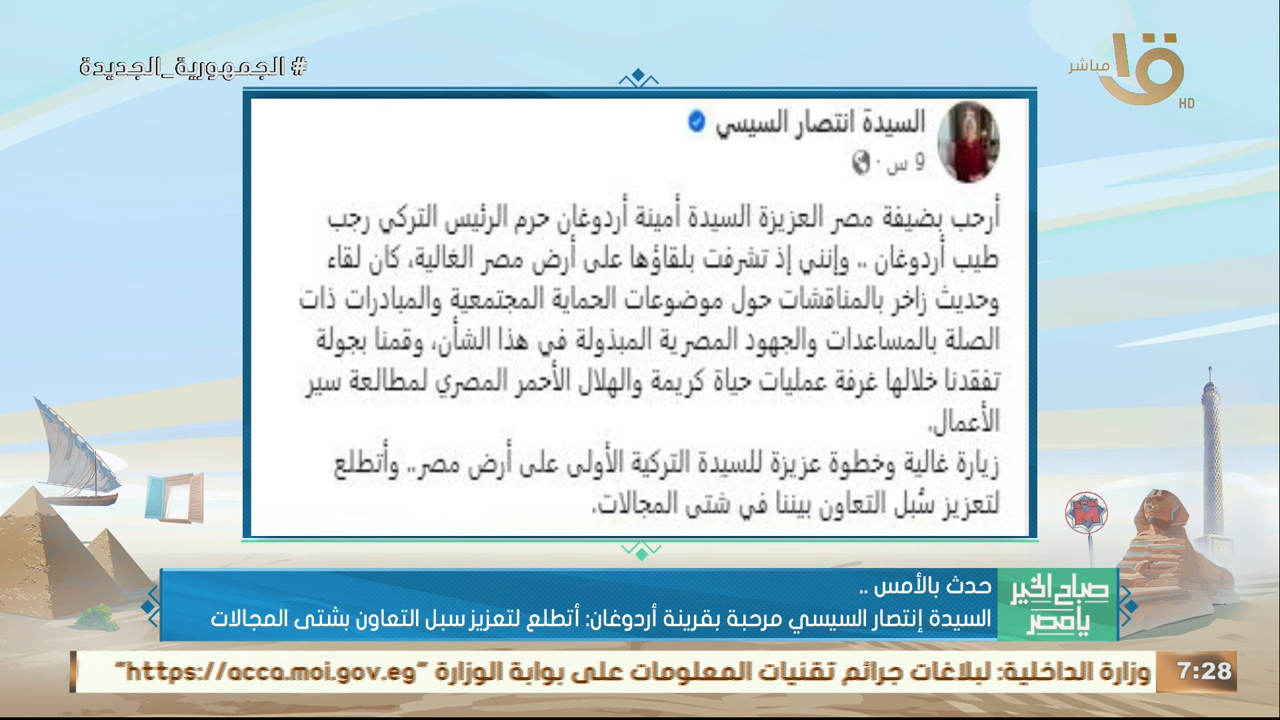 # الجمهورية_الجديدة
مباشر
HD
السيدة انتصار السيسي
9 س ·
أرحب بضيفة مصر العزيزة السيدة أمينة أردوغان حرم الرئيس التركي رجب
طيب أردوغان .. وإنني إذ تشرفت بلقاؤها على أرض مصر الغالية، كان لقاء
وحديث زاخر بالمناقشات حول موضوعات الحماية المجتمعية والمبادرات ذات
الصلة بالمساعدات والجهود المصرية المبذولة في هذا الشأن، وقمنا بجولة
تفقدنا خلالها غرفة عمليات حياة كريمة والهلال الأحمر المصري لمطالعة سير
الأعمال.
زيارة غالية وخطوة عزيزة للسيدة التركية الأولى على أرض مصر.. وأتطلع
لتعزيز سُبل التعاون بيننا في شتى المجالات.
M
صباح الخير
يا مصر
حدث بالأمس ..
السيدة إنتصار السيسي مرحبة بقرينة أردوغان: أتطلع لتعزيز سبل التعاون بشتى المجالات
7:28
وزارة الداخلية: لبلاغات جرائم تقنيات المعلومات على بوابة الوزارة "https://acca.moi.gov.eg"